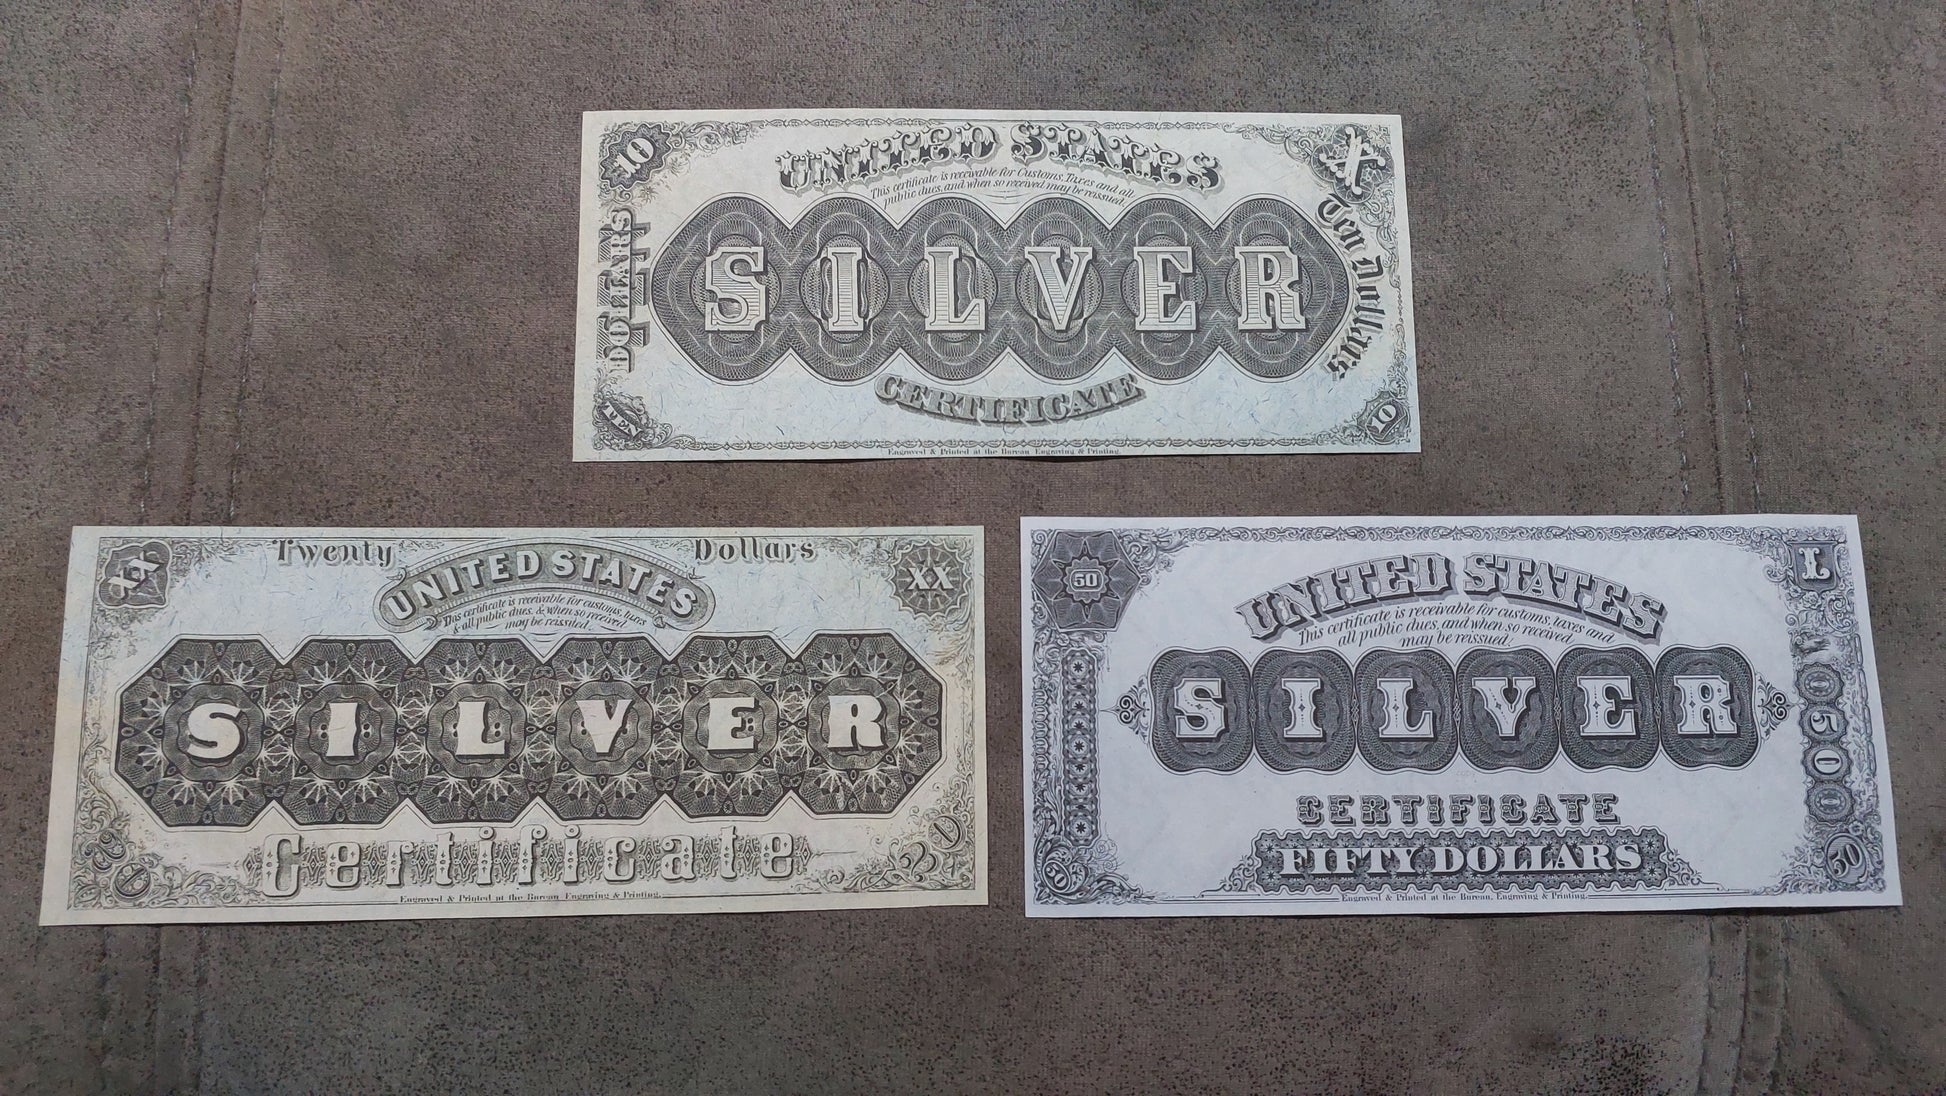 10
UNITED STATES
X
This certificate is receivable for Customs, Taxes and all
public dues, and when so received, may be reissued.
DOLLARS
SILVER
Ten Dollars
CERTIFICATE
TEN
10
Engraved & Printed at the Bureau Engraving & Printing.
XX
Twenty
Dollars
XX
UNITED STATES
This certificate is receivable for customs, taxes
& all public dues, & when so received
may be reissued.
SILVER
Certificate
20
Engraved & Printed at the Bureau Engraving & Printing.
50
UNITED STATES
L
This certificate is receivable for customs, taxes and
all public dues, and when so received
may be reissued.
SILVER
50
CERTIFICATE
FIFTY DOLLARS
50
50
Engraved & Printed at the Bureau, Engraving & Printing.